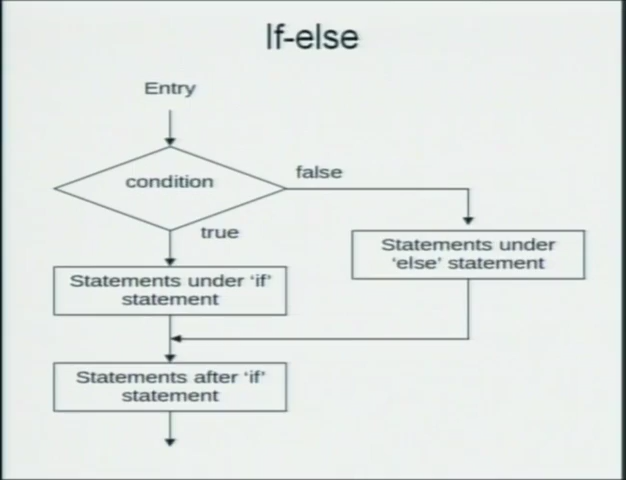 If-else
Entry
condition
false
true
Statements under
‘else’ statement
Statements under ‘if’
statement
Statements after ‘if’
statement